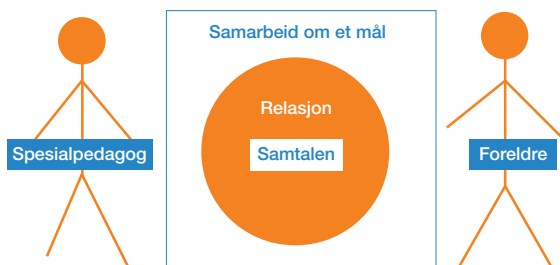 Samarbeid om et mål
Relasjon
Spesialpedagog
Samtalen
Foreldre